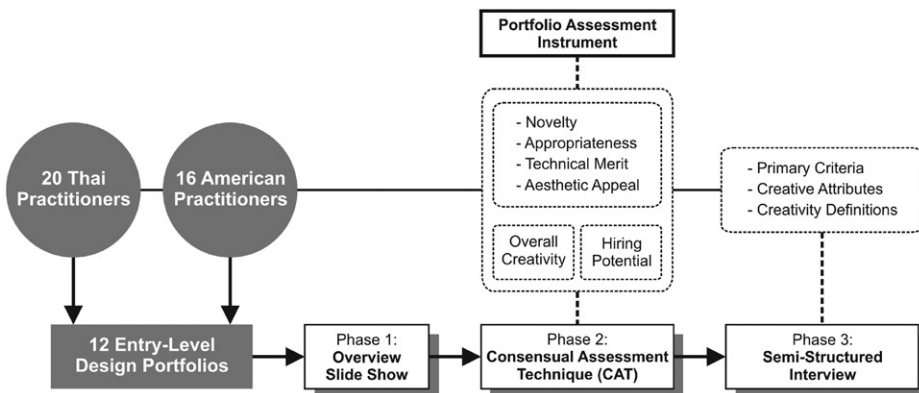 Portfolio Assessment
Instrument
- Novelty
- Appropriateness
- Technical Merit
- Aesthetic Appeal
20 Thai
Practitioners
16 American
Practitioners
- Primary Criteria
- Creative Attributes
- Creativity Definitions
Overall
Creativity
Hiring
Potential
12 Entry-Level
Design Portfolios
Phase 1:
Overview
Slide Show
Phase 2:
Consensual Assessment
Technique (CAT)
Phase 3:
Semi-Structured
Interview